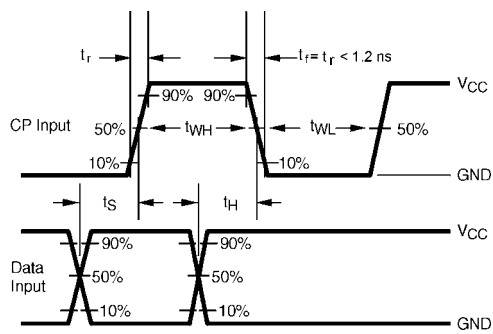 tr
tf = tr < 1.2 ns
VCC
90% 90%
CP Input
50%
tWH
tWL
50%
10%
10%
GND
tS
tH
VCC
90%
90%
Data
Input
50%
50%
10%
10%
GND